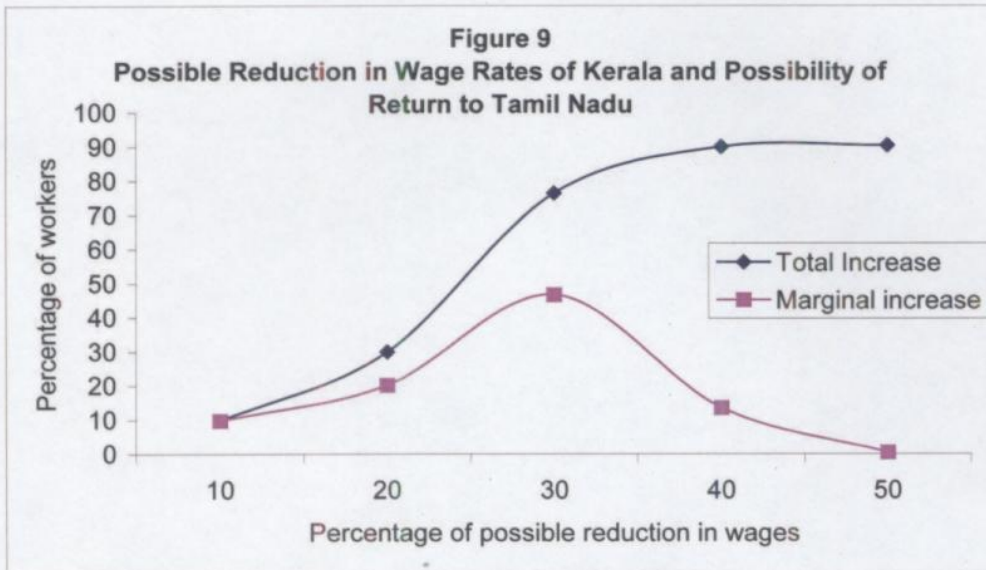 Figure 9
Possible Reduction in Wage Rates of Kerala and Possibility of
Return to Tamil Nadu
Percentage of workers
100
90
80
70
60
50
40
30
20
10
0
Total Increase
Marginal increase
10 20 30 40 50
Percentage of possible reduction in wages